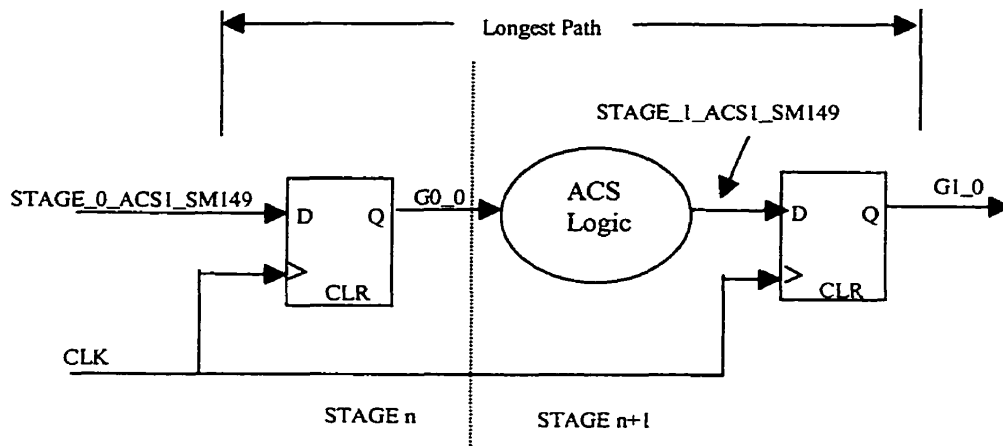 Longest Path
STAGE_1_ACS1_SM149
STAGE_0_ACS1_SM149
D
Q
CLR
G0_0
ACS
Logic
D
Q
CLR
G1_0
CLK
STAGE n
STAGE n+1